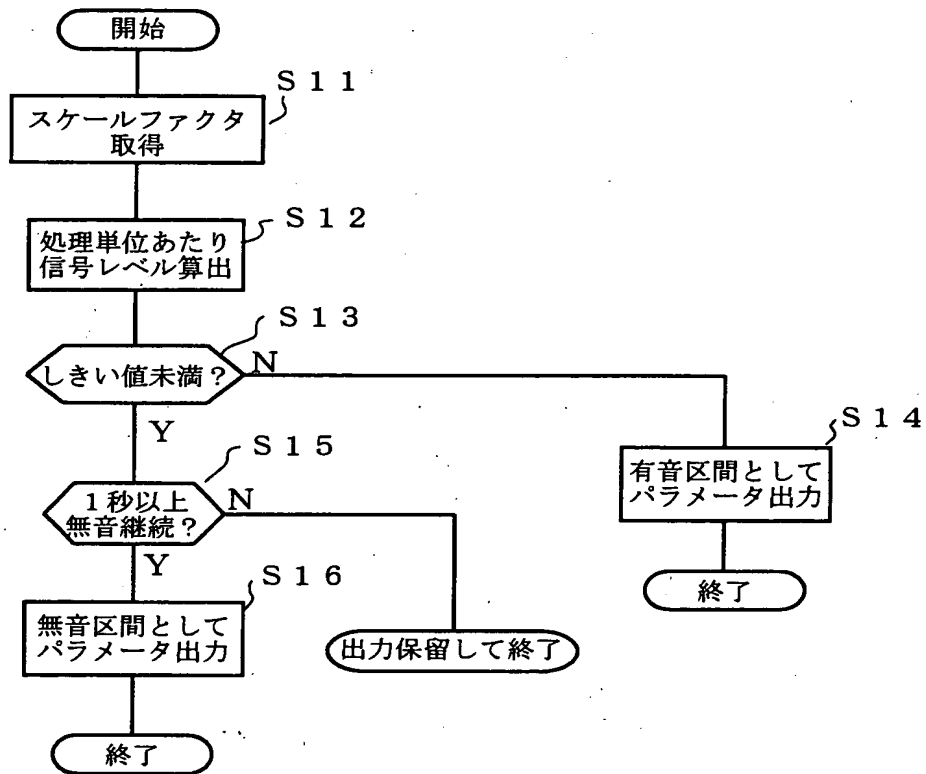 開始
S11
スケールファクタ
取得
S12
処理単位あたり
信号レベル算出
S13
しきい値未満？
N
Y
S14
有音区間として
パラメータ出力
終了
S15
1秒以上
無音継続？
N
Y
出力保留して終了
S16
無音区間として
パラメータ出力
終了